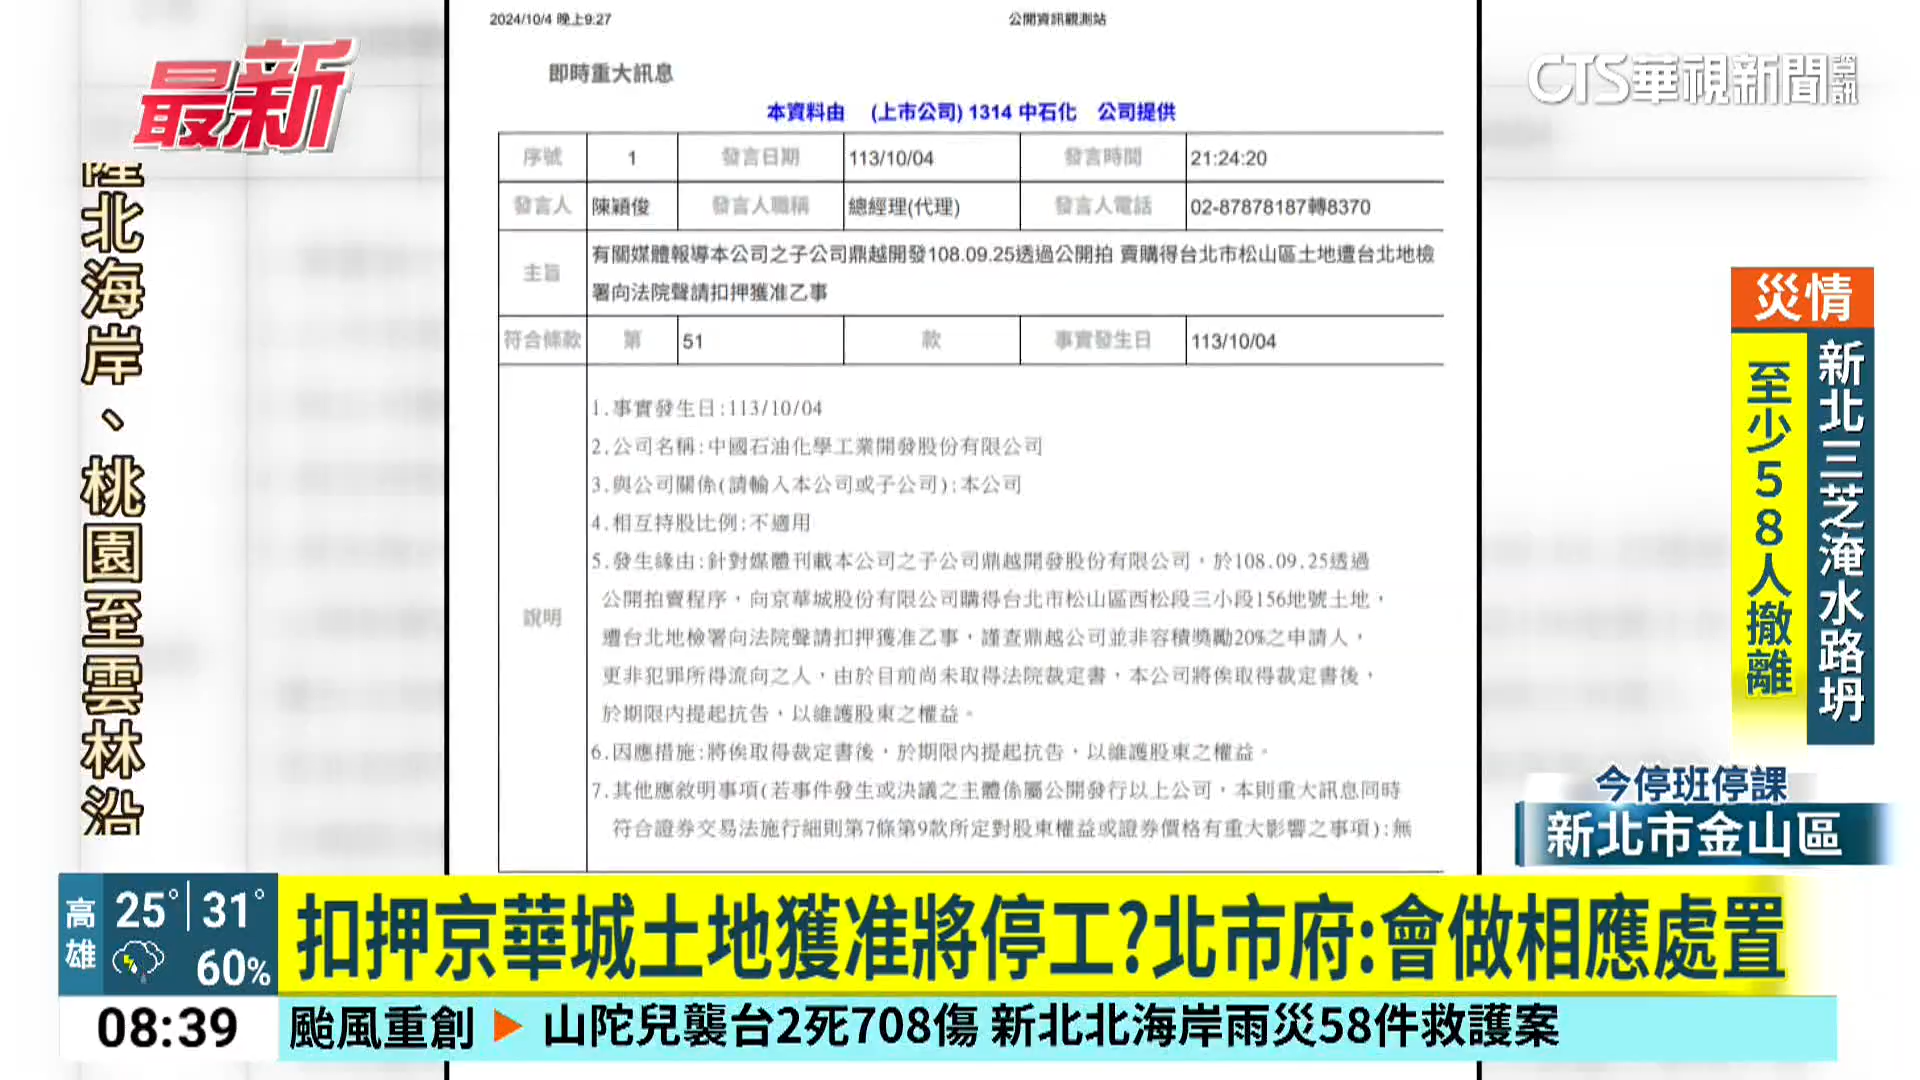 2024/10/4 晚上9:27
公開資訊觀測站
最新
CTS華視新聞資訊
即時重大訊息
本資料由 (上市公司) 1314 中石化 公司提供
序號 1 發言日期 113/10/04 發言時間 21:24:20
發言人 陳穎俊 發言人職稱 總經理(代理) 發言人電話 02-87878187轉8370
主旨
有關媒體報導本公司之子公司鼎越開發108.09.25透過公開拍 賣購得台北市松山區土地遭台北地檢
署向法院聲請扣押獲准乙事
符合條款 第 51 款 事實發生日 113/10/04
說明
1.事實發生日:113/10/04
2.公司名稱:中國石油化學工業開發股份有限公司
3.與公司關係(請輸入本公司或子公司):本公司
4.相互持股比例:不適用
5.發生緣由:針對媒體刊載本公司之子公司鼎越開發股份有限公司，於108.09.25透過
公開拍賣程序，向京華城股份有限公司購得台北市松山區西松段三小段156地號土地，
遭台北地檢署向法院聲請扣押獲准乙事，謹查鼎越公司並非容積獎勵20%之申請人，
更非犯罪所得流向之人，由於目前尚未取得法院裁定書，本公司將俟取得裁定書後，
於期限內提起抗告，以維護股東之權益。
6.因應措施:將俟取得裁定書後，於期限內提起抗告，以維護股東之權益。
7.其他應敘明事項(若事件發生或決議之主體係屬公開發行以上公司，本則重大訊息同時
符合證券交易法施行細則第7條第9款所定對股東權益或證券價格有重大影響之事項):無
陸北海岸、桃園至雲林沿
災情
新北三芝淹水路坍
至少58人撤離
今停班停課
新北市金山區
高雄 25° 31°
60%
扣押京華城土地獲准將停工?北市府:會做相應處置
08:39
颱風重創 ▶ 山陀兒襲台2死708傷 新北北海岸雨災58件救護案